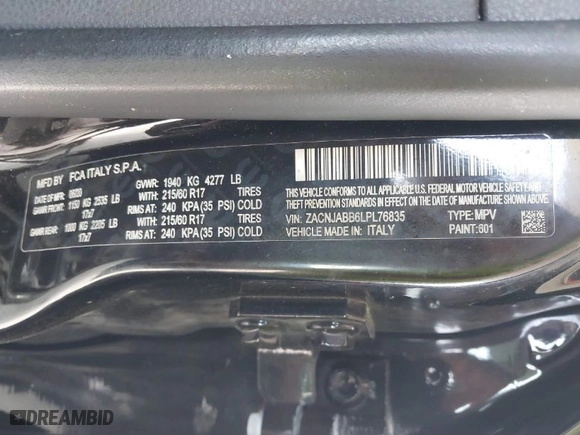 MFD BY: FCA ITALY S.P.A.
DATE OF MFR: GVWR: 1940 KG 4277 LB
GAWR FRT: 1150 KG 2535 LB WITH: 215/60 R17 TIRES
17x7 RIMS AT: 240 KPA(35 PSI) COLD
GAWR REAR: 1000 KG 2205 LB WITH: 215/60 R17 TIRES
17x7 RIMS AT: 240 KPA(35 PSI) COLD
THIS VEHICLE CONFORMS TO ALL APPLICABLE
FEDERAL MOTOR VEHICLE SAFETY, BUMPER, AND
THEFT PREVENTION STANDARDS IN EFFECT ON
THE DATE OF MANUFACTURE SHOWN ABOVE.
VIN: ZACNJABB6LPL76835 TYPE: MPV
VEHICLE MADE IN: ITALY PAINT: 601
DREAMBID